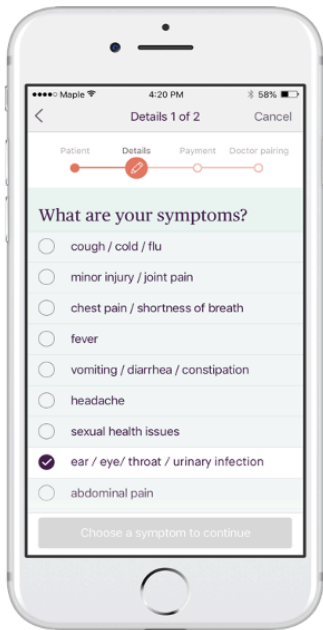 Maple 4:20 PM 58%
Details 1 of 2 Cancel
Patient Details Payment Doctor pairing
What are your symptoms?
cough / cold / flu
minor injury / joint pain
chest pain / shortness of breath
fever
vomiting / diarrhea / constipation
headache
sexual health issues
ear / eye/ throat / urinary infection
abdominal pain
Choose a symptom to continue